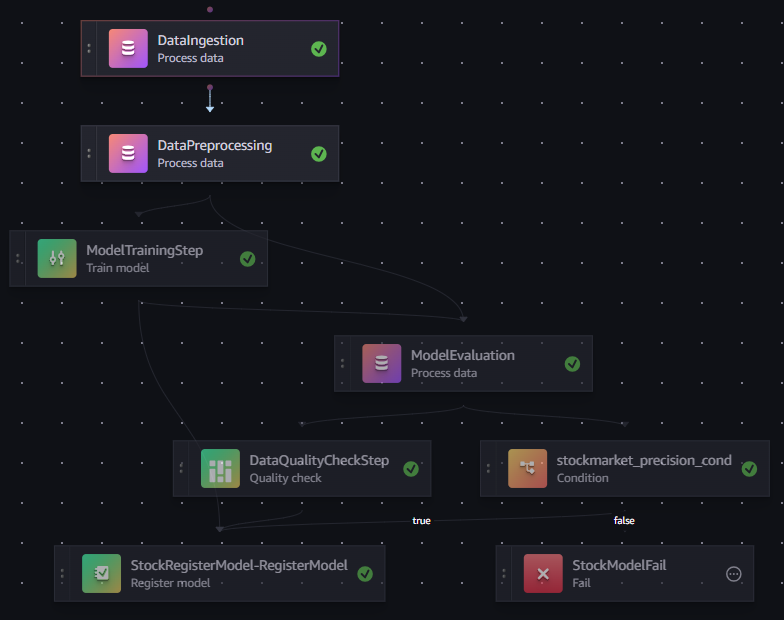 DataIngestion
Process data
DataPreprocessing
Process data
ModelTrainingStep
Train model
ModelEvaluation
Process data
DataQualityCheckStep
Quality check
stockmarket_precision_cond
Condition
true
false
StockRegisterModel-RegisterModel
Register model
StockModelFail
Fail